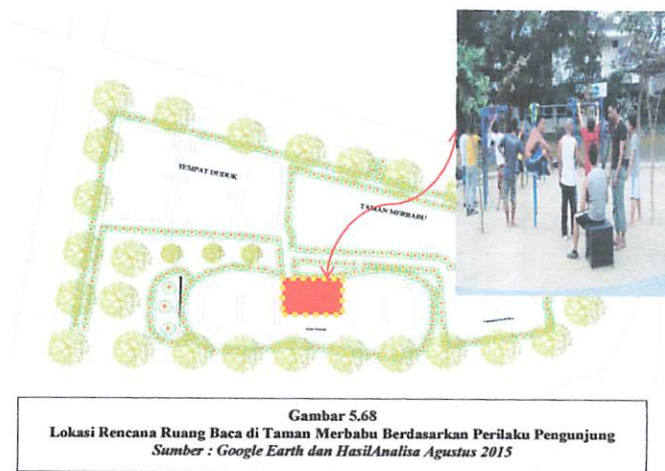 TEMPAT DUDUK
TAMAN MERBABU
Gambar 5.68
Lokasi Rencana Ruang Baca di Taman Merbabu Berdasarkan Perilaku Pengunjung
Sumber : Google Earth dan HasilAnalisa Agustus 2015